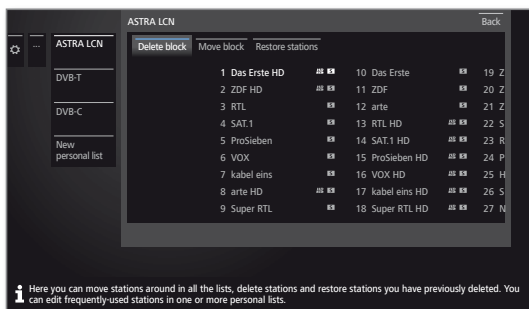 ASTRA LCN
Back
...
ASTRA LCN
DVB-T
DVB-C
New
personal list
Delete block
Move block
Restore stations
1 Das Erste HD
2 ZDF HD
3 RTL
4 SAT.1
5 ProSieben
6 VOX
7 kabel eins
8 arte HD
9 Super RTL
10 Das Erste
11 ZDF
12 arte
13 RTL HD
14 SAT.1 HD
15 ProSieben HD
16 VOX HD
17 kabel eins HD
18 Super RTL HD
19 Z
20 Z
21 Z
22 S
23 R
24 P
25 H
26 S
27 N
Here you can move stations around in all the lists, delete stations and restore stations you have previously deleted. You
can edit frequently-used stations in one or more personal lists.